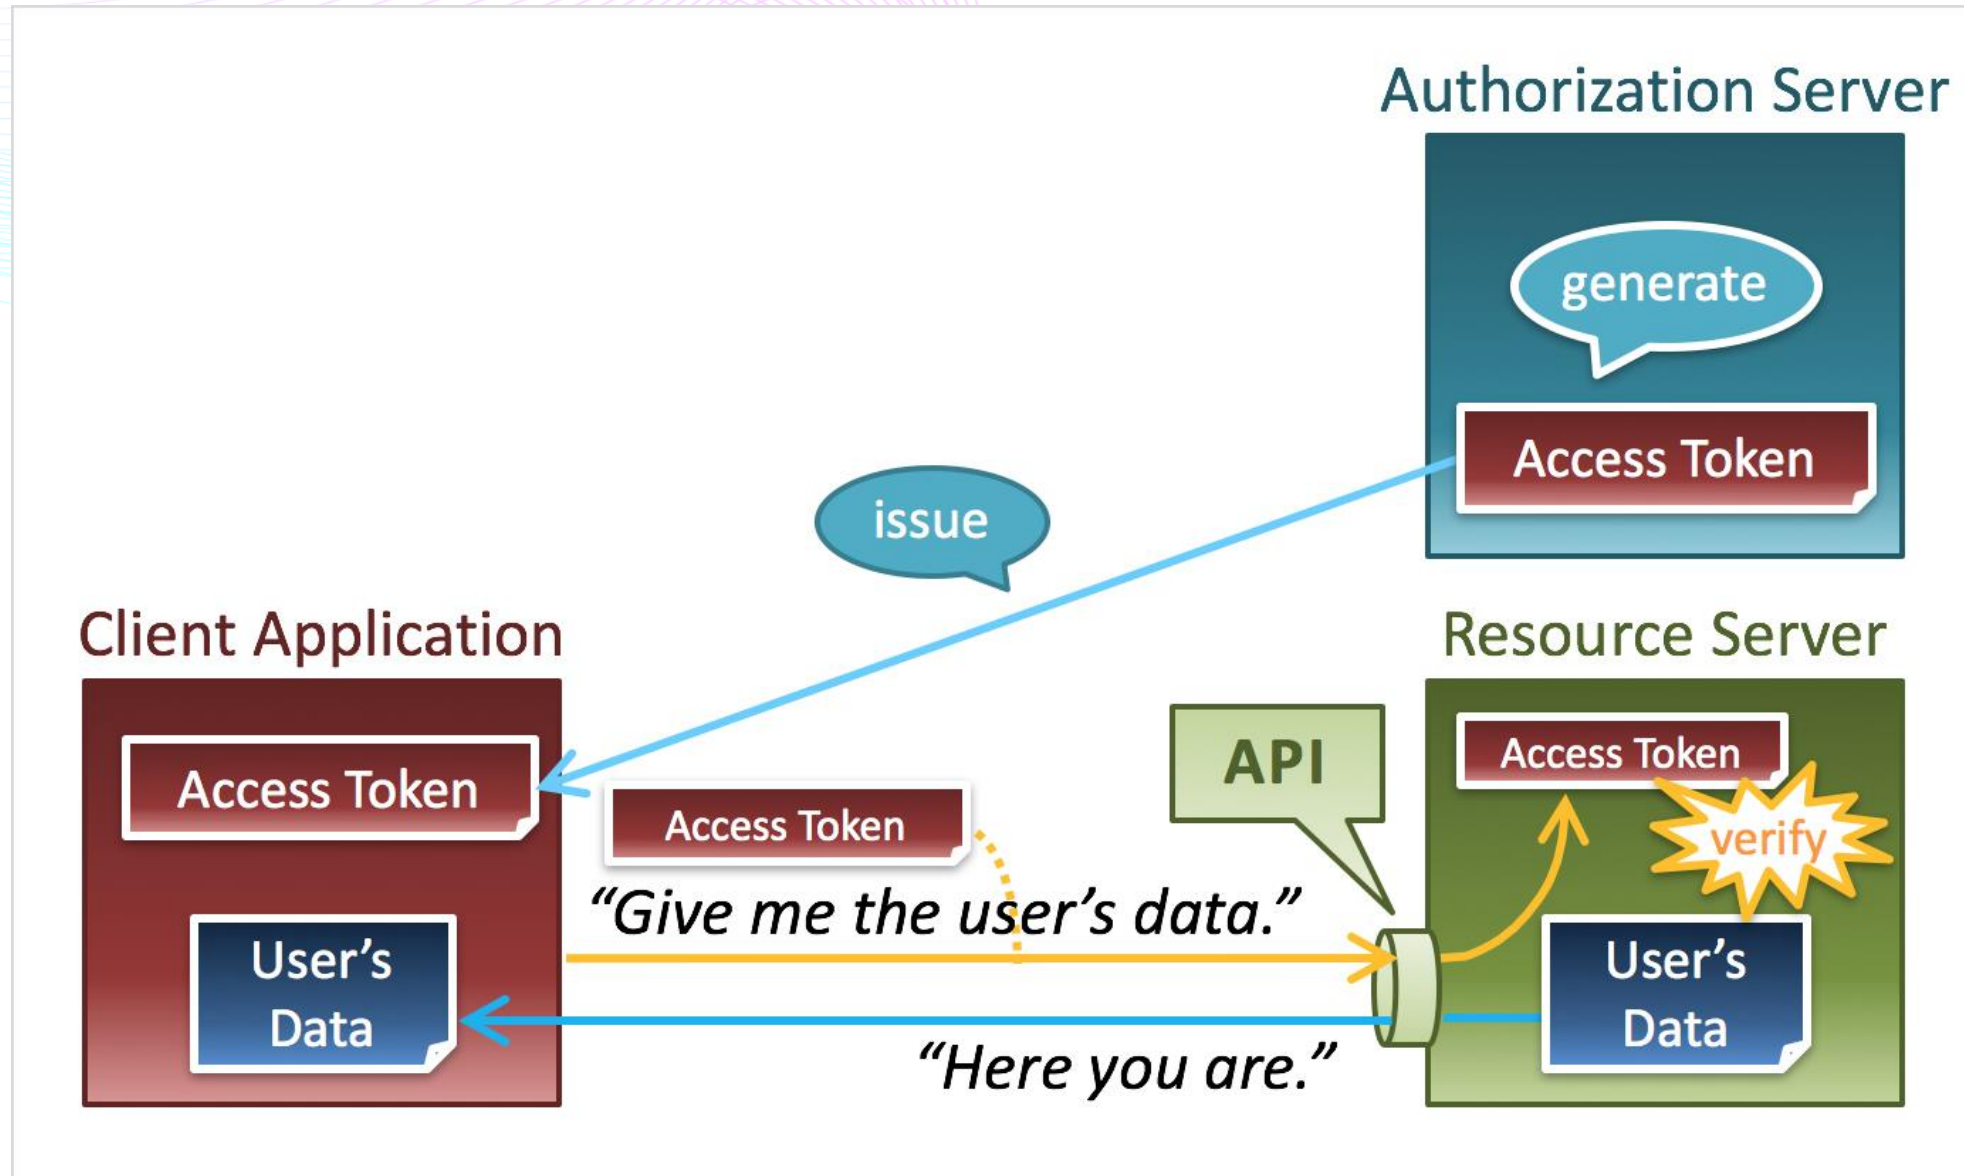 Authorization Server
generate
Access Token
issue
Client Application
Resource Server
Access Token
Access Token
API
Access Token
verify
“Give me the user’s data.”
User’s
Data
User’s
Data
“Here you are.”